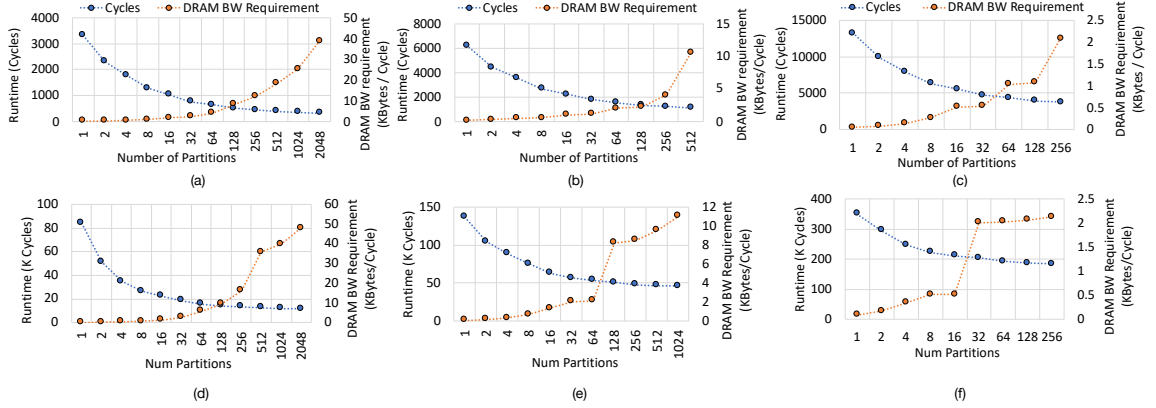 Cycles DRAM BW Requirement
Runtime (Cycles)
4000
3000
2000
1000
0
50
40
30
20
10
0
DRAM BW requirement
(KBytes / Cycle)
1 2 4 8 16 32 64 128 256 512 1024 2048
Number of Partitions
(a)
Cycles DRAM BW Requirement
Runtime (Cycles)
8000
6000
4000
2000
0
15
10
5
0
DRAM BW Requirement
(KBytes/Cycle)
1 2 4 8 16 32 64 128 256 512
Number of Partitions
(b)
Cycles DRAM BW Requirement
Runtime (Cycles)
15000
10000
5000
0
2.5
2
1.5
1
0.5
0
DRAM BW Requirement
(KBytes / Cycle)
1 2 4 8 16 32 64 128 256
Number of Partitions
(c)
Runtime (K Cycles)
100
80
60
40
20
0
60
50
40
30
20
10
0
DRAM BW Requirement
(KBytes/Cycle)
1 2 4 8 16 32 64 128 256 512 1024 2048
Num Partitions
(d)
Runtime (K Cycles)
150
100
50
0
12
10
8
6
4
2
0
DRAM BW Requirement
(KBytes/Cycle)
1 2 4 8 16 32 64 128 256 512 1024
Num Partitions
(e)
Runtime (K Cycles)
400
300
200
100
0
2.5
2
1.5
1
0.5
0
DRAM BW Requirement
(KBytes/Cycle)
1 2 4 8 16 32 64 128 256
Num Partitions
(f)